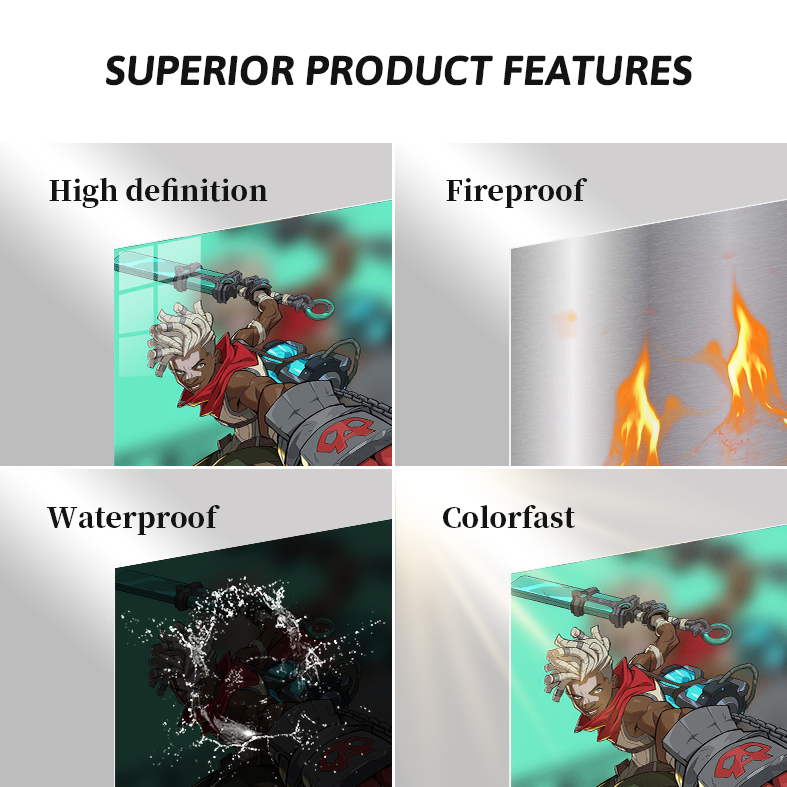 SUPERIOR PRODUCT FEATURES
High definition
Fireproof
Waterproof
Colorfast